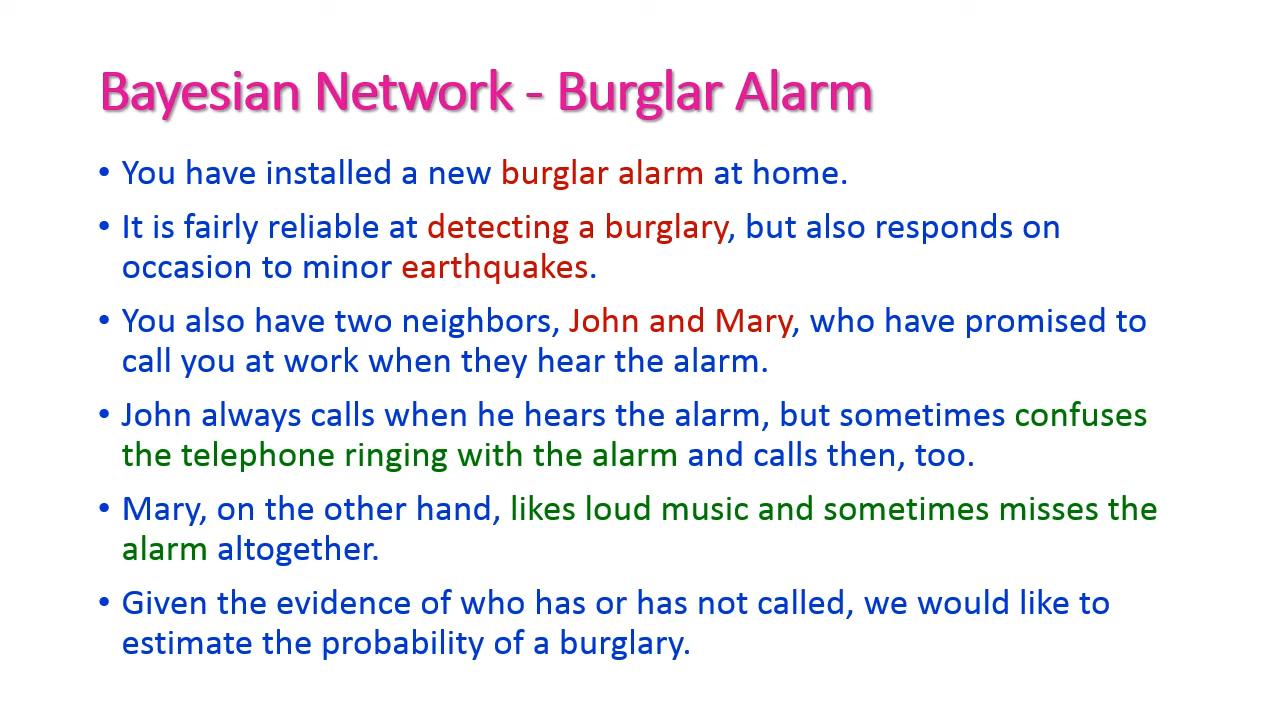 Bayesian Network - Burglar Alarm
• You have installed a new burglar alarm at home.
• It is fairly reliable at detecting a burglary, but also responds on
occasion to minor earthquakes.
• You also have two neighbors, John and Mary, who have promised to
call you at work when they hear the alarm.
• John always calls when he hears the alarm, but sometimes confuses
the telephone ringing with the alarm and calls then, too.
• Mary, on the other hand, likes loud music and sometimes misses the
alarm altogether.
• Given the evidence of who has or has not called, we would like to
estimate the probability of a burglary.